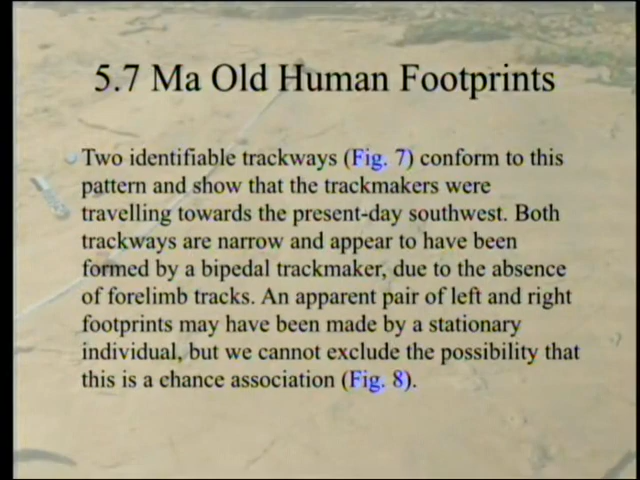 5.7 Ma Old Human Footprints
Two identifiable trackways (Fig. 7) conform to this
pattern and show that the trackmakers were
travelling towards the present-day southwest. Both
trackways are narrow and appear to have been
formed by a bipedal trackmaker, due to the absence
of forelimb tracks. An apparent pair of left and right
footprints may have been made by a stationary
individual, but we cannot exclude the possibility that
this is a chance association (Fig. 8).